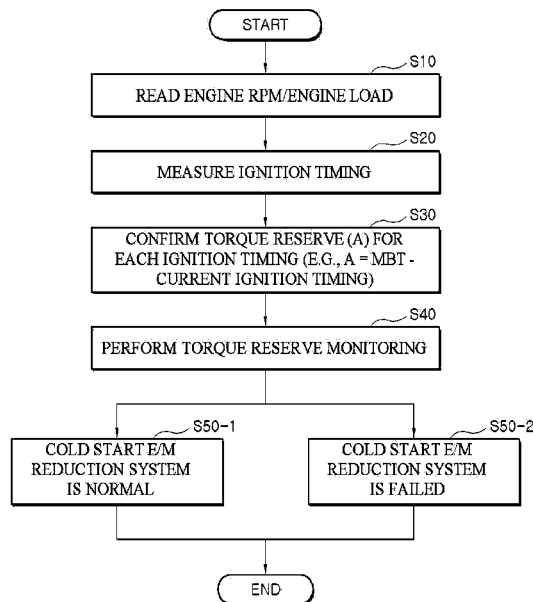 START
S10
READ ENGINE RPM/ENGINE LOAD
S20
MEASURE IGNITION TIMING
S30
CONFIRM TORQUE RESERVE (A) FOR
EACH IGNITION TIMING (E.G., A = MBT -
CURRENT IGNITION TIMING)
S40
PERFORM TORQUE RESERVE MONITORING
S50-1
COLD START E/M
REDUCTION SYSTEM
IS NORMAL
S50-2
COLD START E/M
REDUCTION SYSTEM
IS FAILED
END